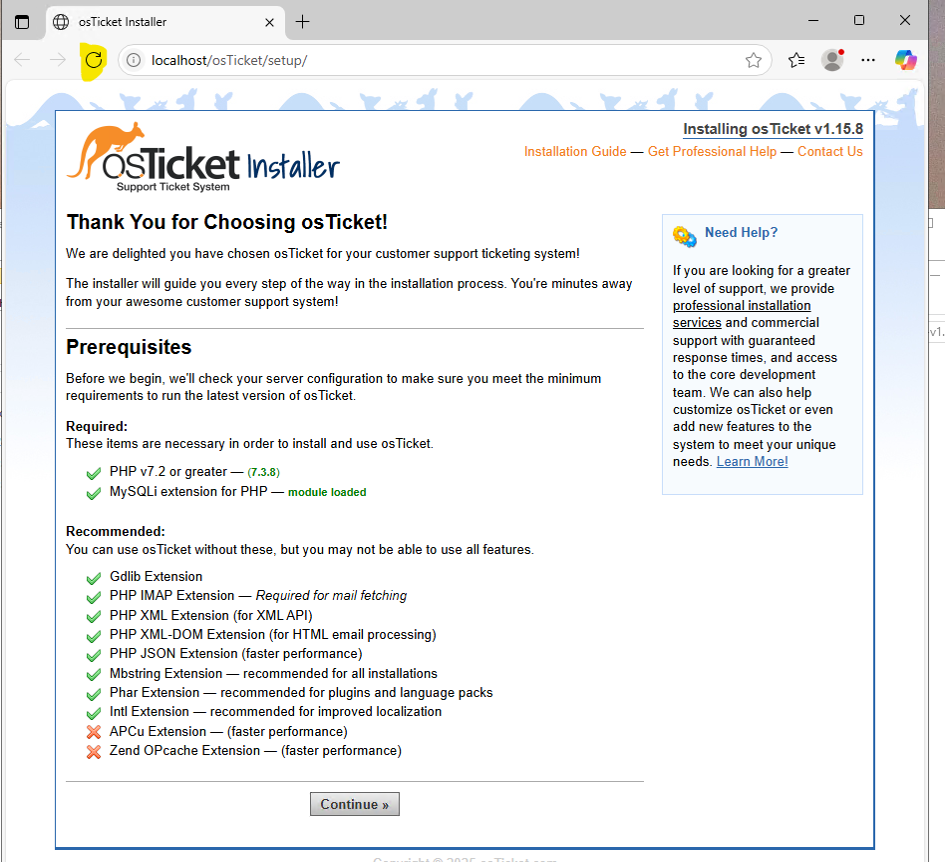 osTicket Installer
localhost/osTicket/setup/
osTicket Installer
Support Ticket System
Installing osTicket v1.15.8
Installation Guide — Get Professional Help — Contact Us
Thank You for Choosing osTicket!
We are delighted you have chosen osTicket for your customer support ticketing system!
The installer will guide you every step of the way in the installation process. You're minutes away
from your awesome customer support system!
Prerequisites
Before we begin, we'll check your server configuration to make sure you meet the minimum
requirements to run the latest version of osTicket.
Required:
These items are necessary in order to install and use osTicket.
PHP v7.2 or greater — (7.3.8)
MySQLi extension for PHP — module loaded
Recommended:
You can use osTicket without these, but you may not be able to use all features.
Gdlib Extension
PHP IMAP Extension — Required for mail fetching
PHP XML Extension (for XML API)
PHP XML-DOM Extension (for HTML email processing)
PHP JSON Extension (faster performance)
Mbstring Extension — recommended for all installations
Phar Extension — recommended for plugins and language packs
Intl Extension — recommended for improved localization
APCu Extension — (faster performance)
Zend OPcache Extension — (faster performance)
Continue »
Need Help?
If you are looking for a greater
level of support, we provide
professional installation
services and commercial
support with guaranteed
response times, and access
to the core development
team. We can also help
customize osTicket or even
add new features to the
system to meet your unique
needs. Learn More!
v1.